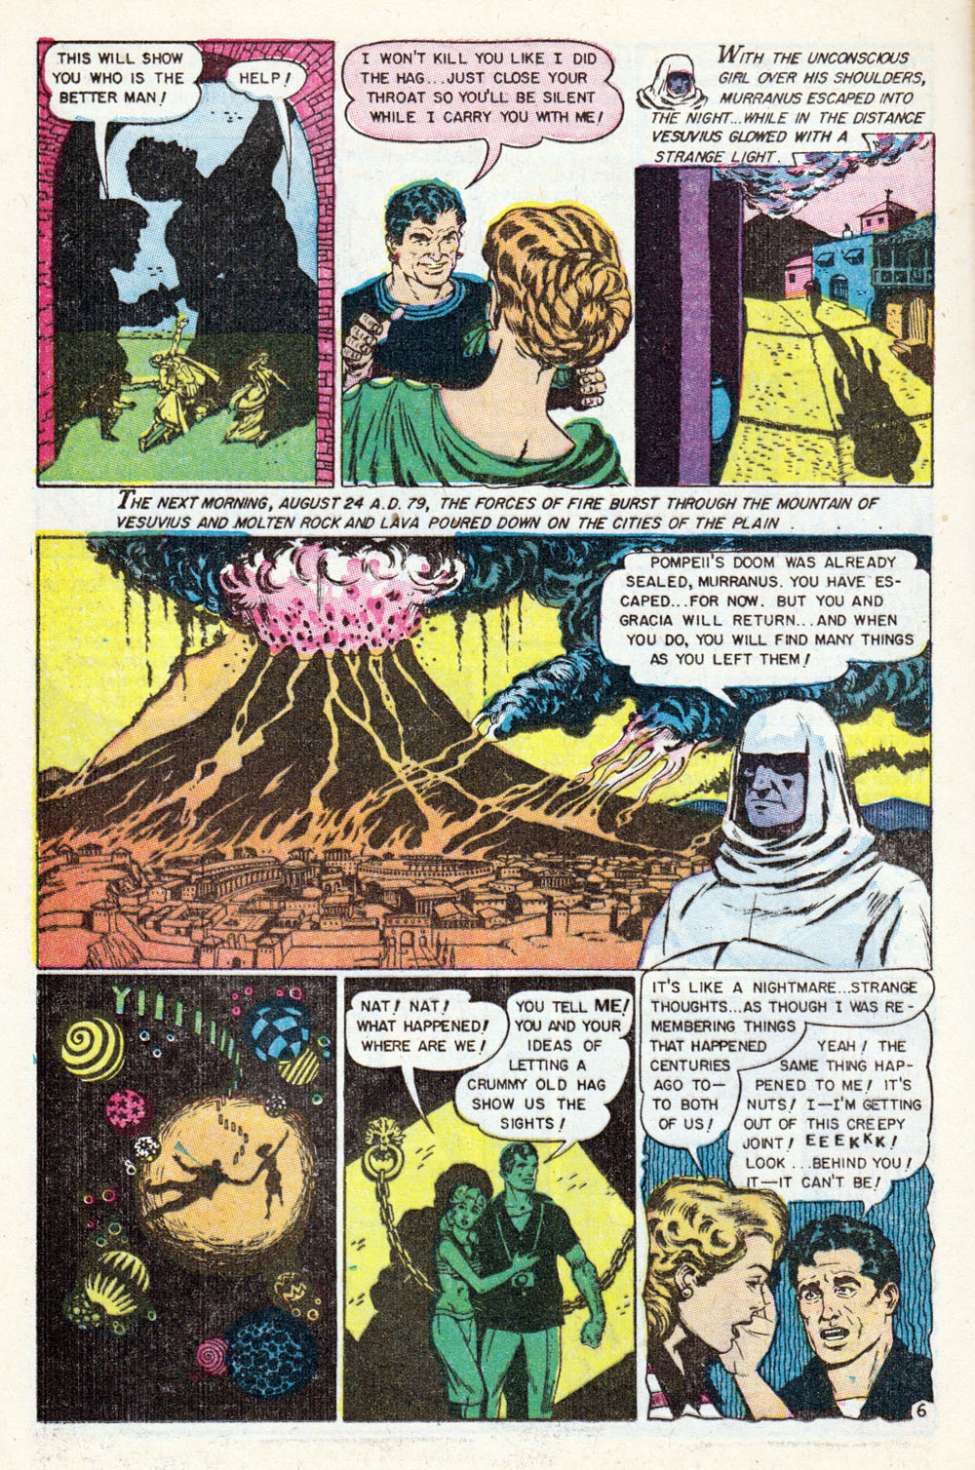 THIS WILL SHOW
YOU WHO IS THE
BETTER MAN!
HELP!
I WON'T KILL YOU LIKE I DID
THE HAG...JUST CLOSE YOUR
THROAT SO YOU'LL BE SILENT
WHILE I CARRY YOU WITH ME!
WITH THE UNCONSCIOUS
GIRL OVER HIS SHOULDERS,
MURRANUS ESCAPED INTO
THE NIGHT...WHILE IN THE DISTANCE
VESUVIUS GLOWED WITH A
STRANGE LIGHT.
THE NEXT MORNING, AUGUST 24 A.D. 79, THE FORCES OF FIRE BURST THROUGH THE MOUNTAIN OF
VESUVIUS AND MOLTEN ROCK AND LAVA POURED DOWN ON THE CITIES OF THE PLAIN . . . .
POMPEII'S DOOM WAS ALREADY
SEALED, MURRANUS. YOU HAVE ES-
CAPED...FOR NOW. BUT YOU AND
GRACIA WILL RETURN...AND WHEN
YOU DO, YOU WILL FIND MANY THINGS
AS YOU LEFT THEM!
YIIIIIIII
NAT! NAT!
WHAT HAPPENED!
WHERE ARE WE!
YOU TELL ME!
YOU AND YOUR
IDEAS OF
LETTING A
CRUMMY OLD HAG
SHOW US THE
SIGHTS!
IT'S LIKE A NIGHTMARE...STRANGE
THOUGHTS...AS THOUGH I WAS RE-
MEMBERING THINGS
THAT HAPPENED
CENTURIES
AGO TO—
TO BOTH
OF US!
YEAH! THE
SAME THING HAP-
PENED TO ME! IT'S
NUTS! I—I'M GETTING
OUT OF THIS CREEPY
JOINT! EEEKKK!
LOOK...BEHIND YOU!
IT—IT CAN'T BE!
6